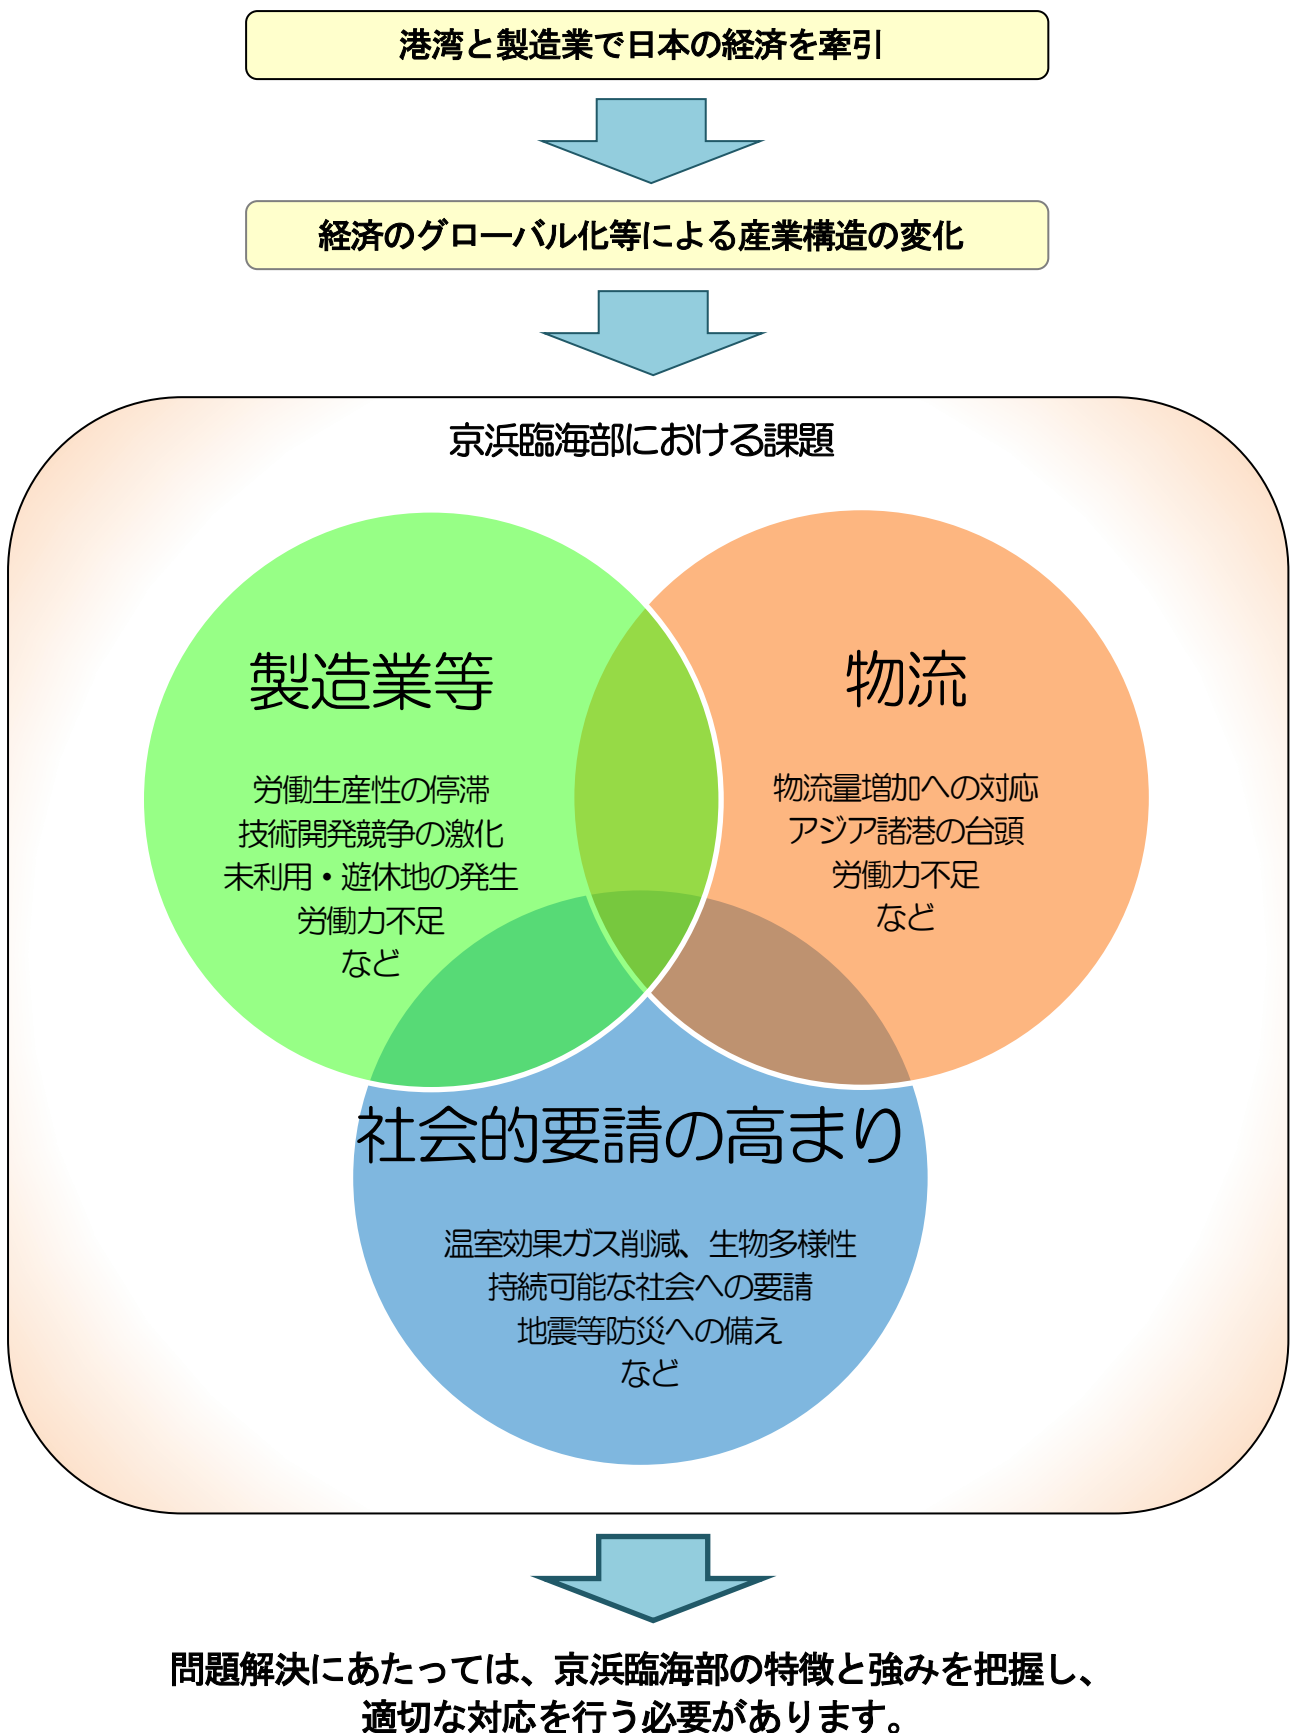 港湾と製造業で日本の経済を牽引
経済のグローバル化等による産業構造の変化
京浜臨海部における課題
製造業等
労働生産性の停滞
技術開発競争の激化
未利用・遊休地の発生
労働力不足
など
物流
物流量増加への対応
アジア諸港の台頭
労働力不足
など
社会的要請の高まり
温室効果ガス削減、生物多様性
持続可能な社会への要請
地震等防災への備え
など
問題解決にあたっては、京浜臨海部の特徴と強みを把握し、
適切な対応を行う必要があります。